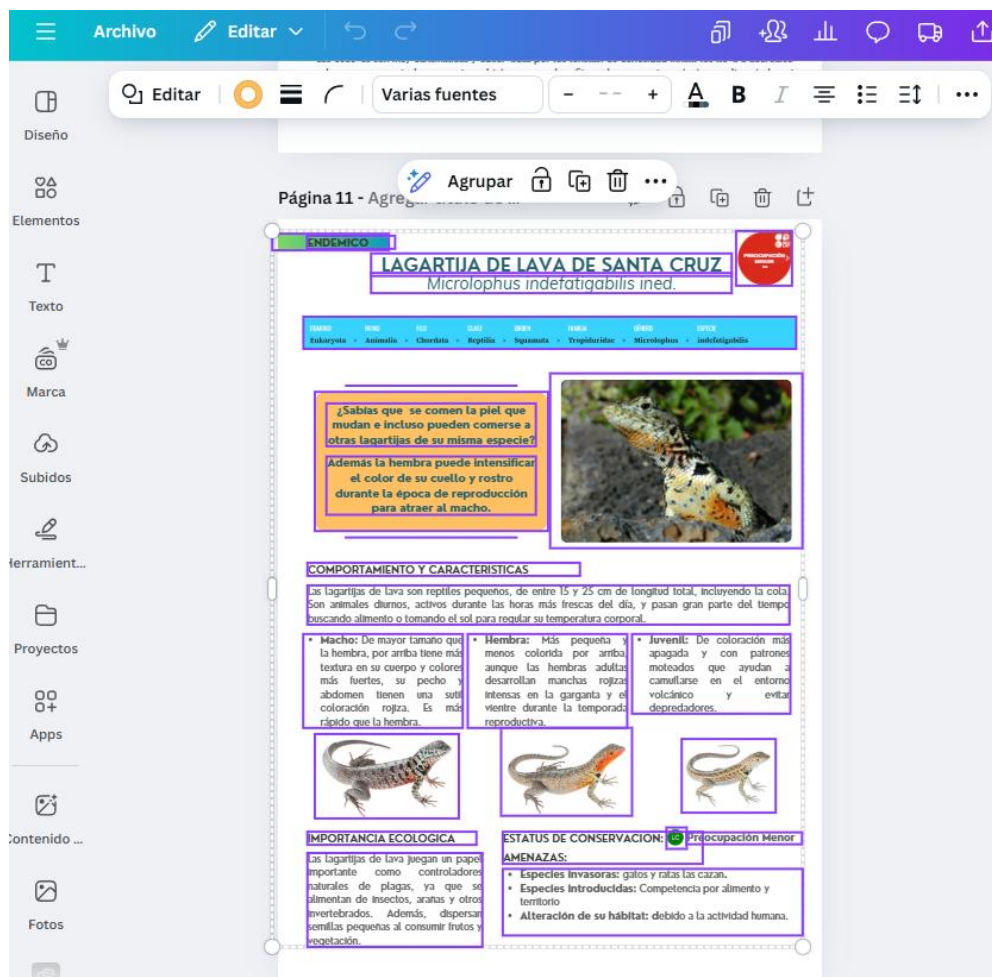 Archivo
Editar
Editar
Varias fuentes
Diseño
Elementos
Texto
Marca
Subidos
Herramient...
Proyectos
Apps
Contenido ...
Fotos
Agrupar
Página 11 -
ENDEMICO
LAGARTIJA DE LAVA DE SANTA CRUZ
Microlophus indefatigabilis ined.
PREOCUPACIÓN
MENOR
DOMINIO REINO FILO CLASE ORDEN FAMILIA GÉNERO ESPECIE
Eukaryota Animalia Chordata Reptilia Squamata Tropiduridae Microlophus indefatigabilis
¿Sabías que se comen la piel que
mudan e incluso pueden comerse a
otras lagartijas de su misma especie?
Además la hembra puede intensificar
el color de su cuello y rostro
durante la época de reproducción
para atraer al macho.
COMPORTAMIENTO Y CARACTERISTICAS
Las lagartijas de lava son reptiles pequeños, de entre 15 y 25 cm de longitud total, incluyendo la cola.
Son animales diurnos, activos durante las horas más frescas del día, y pasan gran parte del tiempo
buscando alimento o tomando el sol para regular su temperatura corporal.
• Macho: De mayor tamaño que
la hembra, por arriba tiene más
textura en su cuerpo y colores
más fuertes, su pecho y
abdomen tienen una sutil
coloración rojiza. Es más
rápido que la hembra.
• Hembra: Más pequeña y
menos colorida por arriba,
aunque las hembras adultas
desarrollan manchas rojizas
intensas en la garganta y el
vientre durante la temporada
reproductiva.
• Juvenil: De coloración más
apagada y con patrones
moteados que ayudan a
camuflarse en el entorno
volcánico y evitar
depredadores.
IMPORTANCIA ECOLOGICA
Las lagartijas de lava juegan un papel
importante como controladores
naturales de plagas, ya que se
alimentan de insectos, arañas y otros
invertebrados. Además, dispersan
semillas pequeñas al consumir frutos y
vegetación.
ESTATUS DE CONSERVACION: LC Preocupación Menor
AMENAZAS:
• Especies invasoras: gatos y ratas las cazan.
• Especies introducidas: Competencia por alimento y
territorio
• Alteración de su hábitat: debido a la actividad humana.